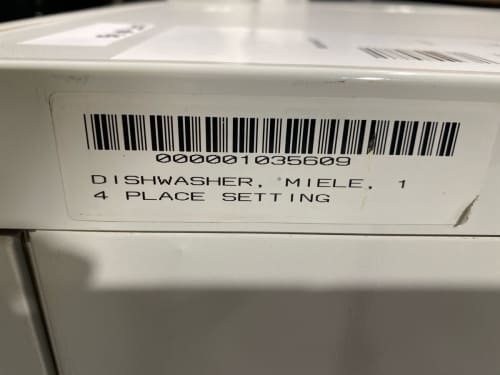 000001035609
DISHWASHER, MIELE, 1
4 PLACE SETTING